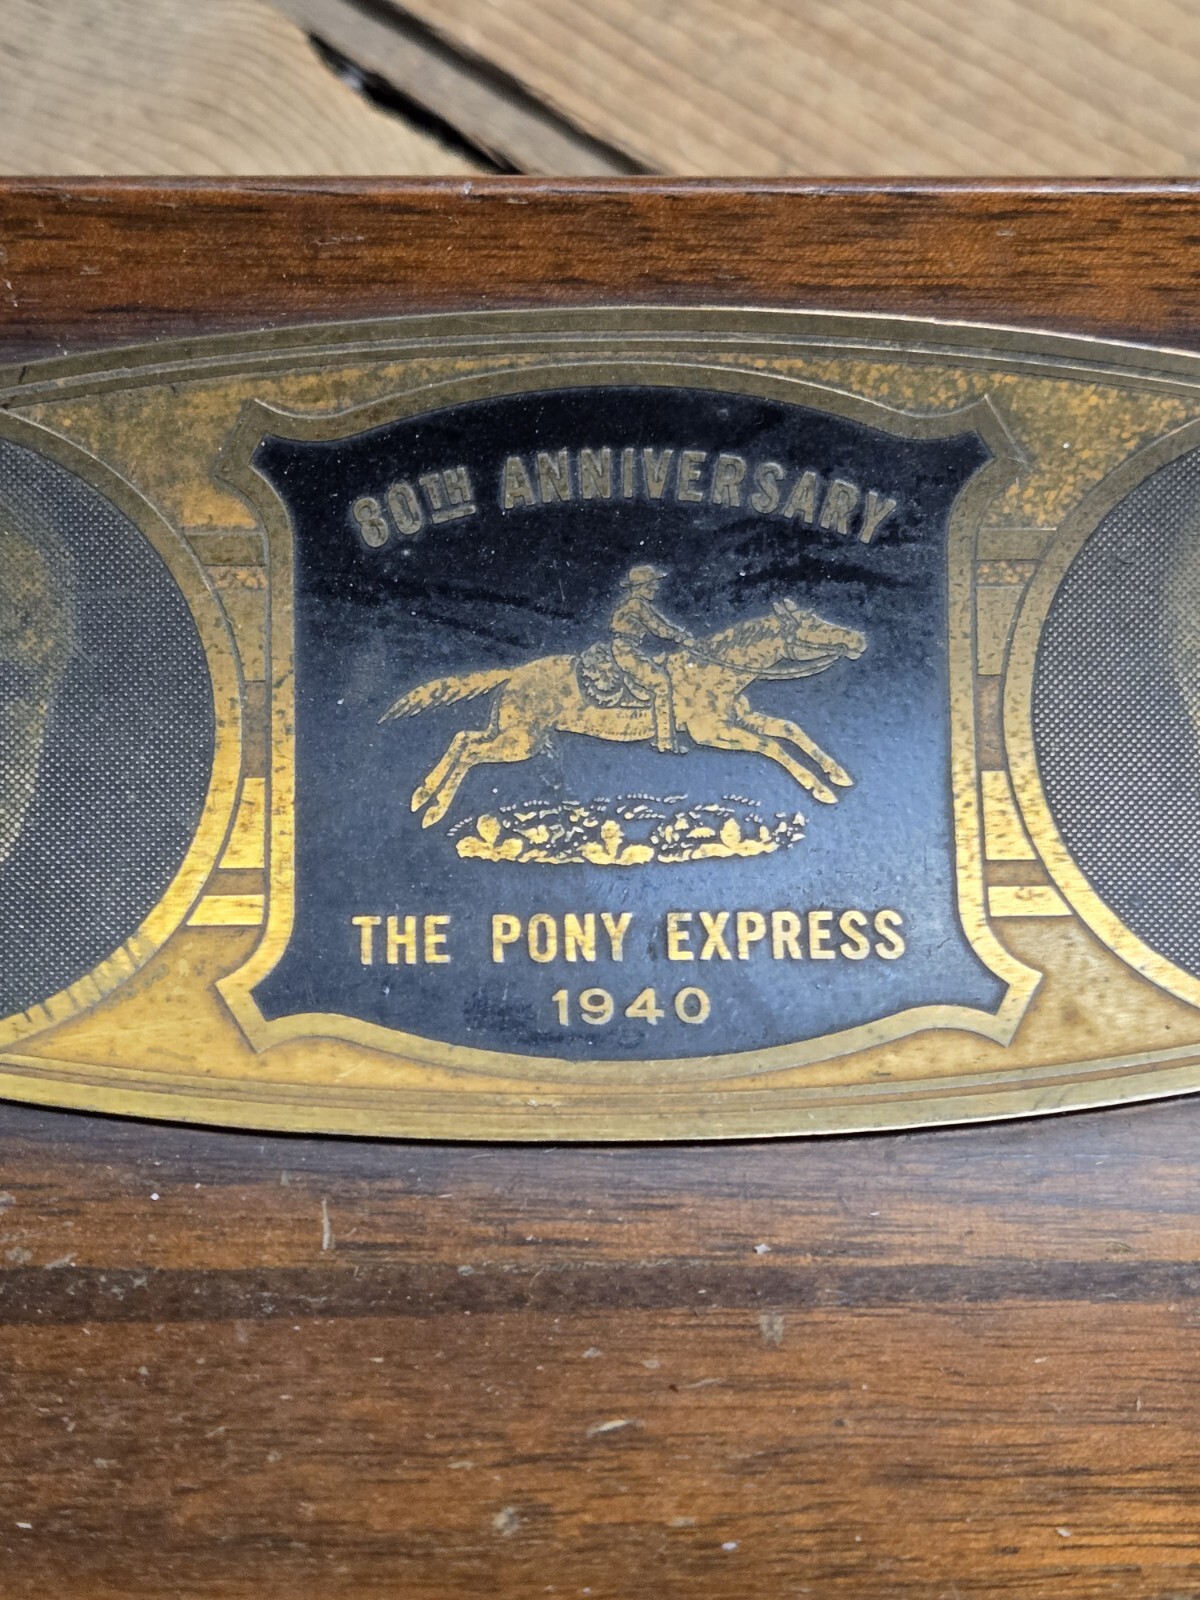 80TH ANNIVERSARY
THE PONY EXPRESS
1940